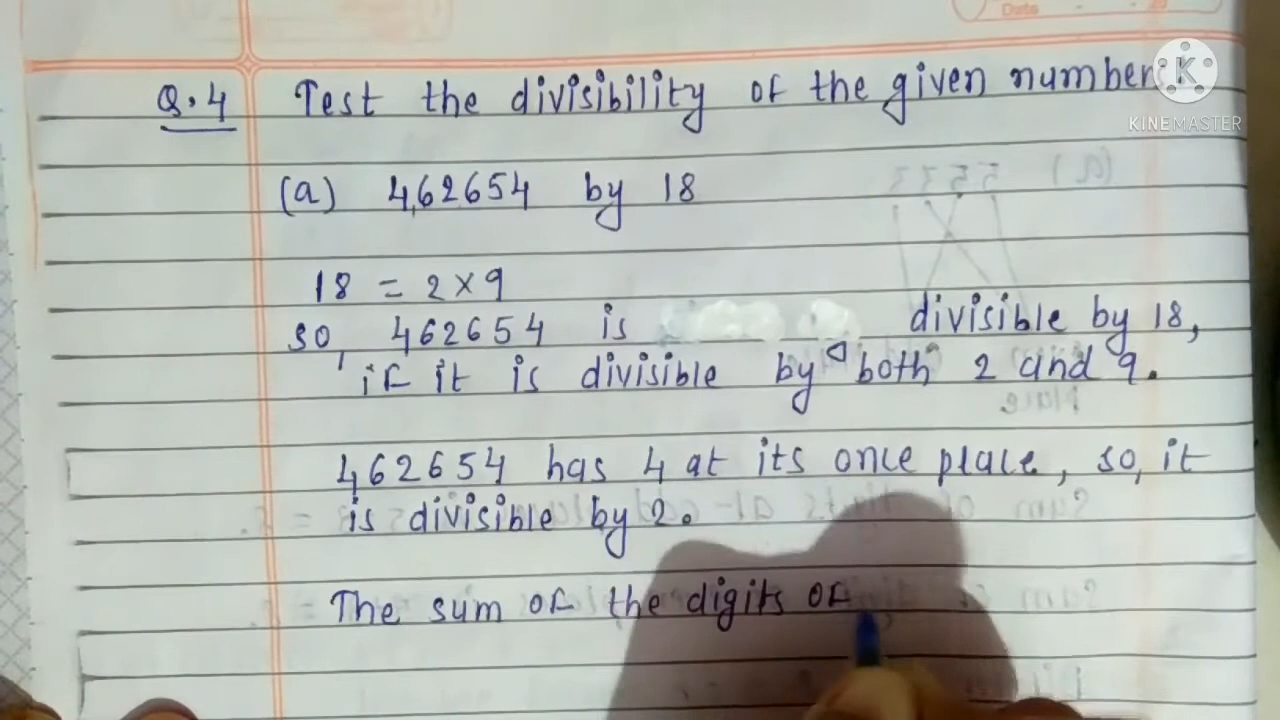 Date
Q.4 Test the divisibility of the given number:
KINEMASTER
(a) 462654 by 18
18 = 2×9
so, 462654 is divisible by 18,
if it is divisible by both 2 and 9.
462654 has 4 at its once place, so, it
is divisible by 2.
The sum of the digits of